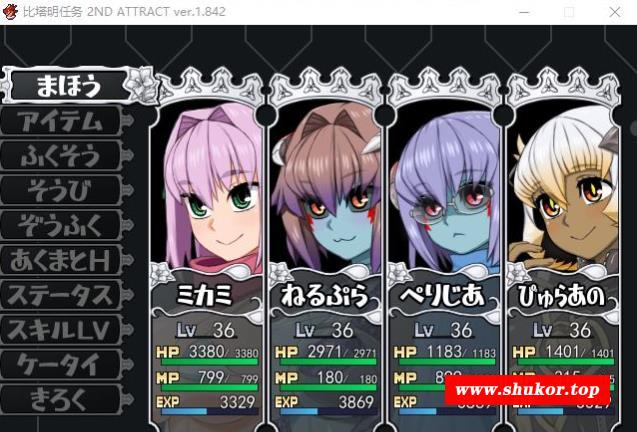 比塔明任务 2ND ATTRACT ver.1.842
まほう
アイテム
ふくそう
そうび
ぞうふく
あくまとH
ステータス
スキルLV
ケータイ
きろく
ミカミ
Lv 36
HP 3380/3380
MP 799/799
EXP 3329
ねるぷら
Lv 36
HP 2971/2971
MP 180/180
EXP 3869
ぺりじあ
Lv 36
HP 1183/1183
MP
EXP
ぴゅらあの
Lv 36
HP 1401/1401
MP
www.shukor.top
3329